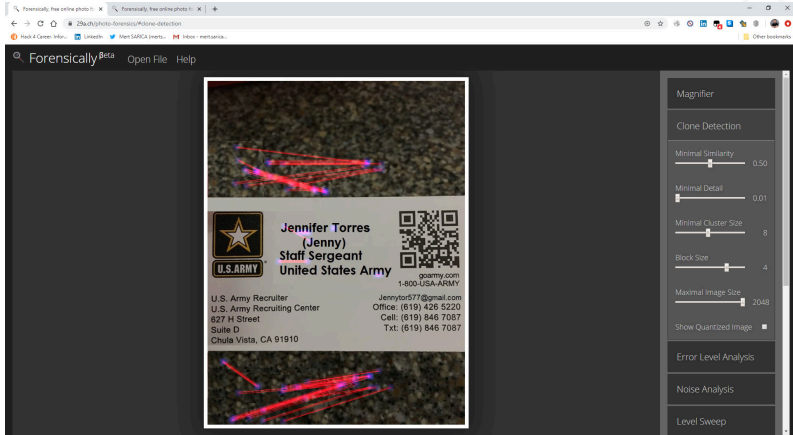 Forensically, free online photo fo
Forensically, free online photo fo
29a.ch/photo-forensics/#clone-detection
Hack 4 Career: Infor...
LinkedIn
Mert SARICA (@merts...
Inbox - mert.sarica...
Other bookmarks
Forensically Beta
Open File
Help
Magnifier
Clone Detection
Minimal Similarity
0.50
Minimal Detail
0.01
Minimal Cluster Size
8
Block Size
4
Maximal Image Size
2048
Show Quantized Image
Error Level Analysis
Noise Analysis
Level Sweep
U.S.ARMY
Jennifer Torres
(Jenny)
Staff Sergeant
United States Army
goarmy.com
1-800-USA-ARMY
U.S. Army Recruiter
U.S. Army Recruiting Center
627 H Street
Suite D
Chula Vista, CA 91910
Jennytor577@gmail.com
Office: (619) 426 5220
Cell: (619) 846 7087
Txt: (619) 846 7087